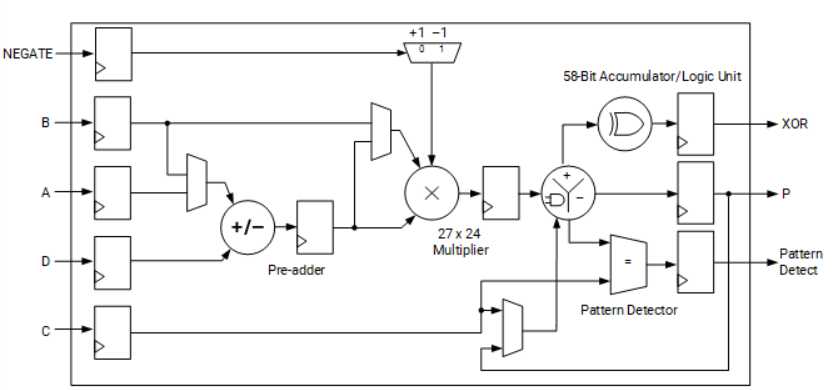 +1 −1
NEGATE
0 1
58-Bit Accumulator/Logic Unit
B
XOR
+
A
×
−
P
+/−
27 x 24
Multiplier
D
=
Pattern
Detect
Pre-adder
Pattern Detector
C